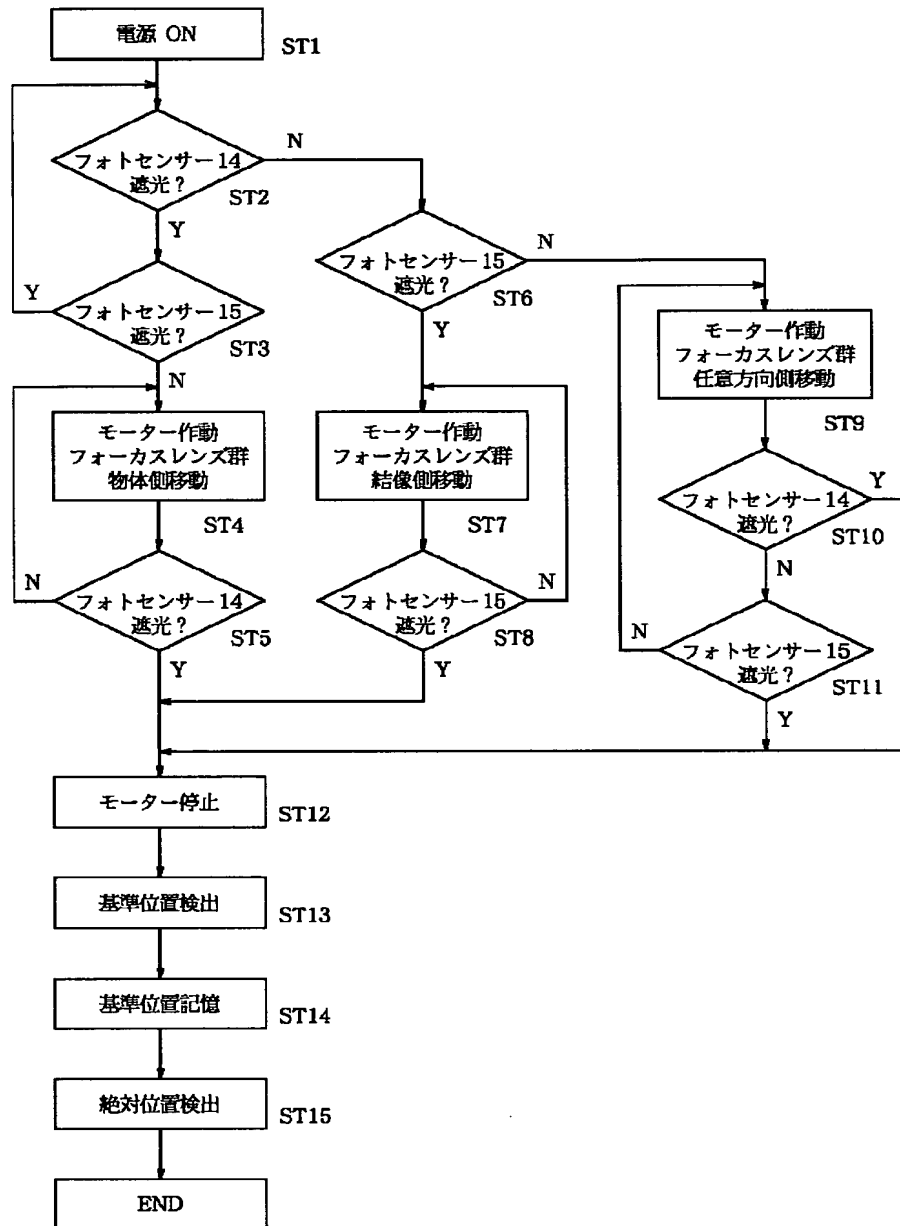 電源 ON
ST1
フォトセンサー14
遮光？
ST2
N
Y
フォトセンサー15
遮光？
ST3
Y
N
モーター作動
フォーカスレンズ群
物体側移動
ST4
フォトセンサー14
遮光？
ST5
N
Y
フォトセンサー15
遮光？
ST6
N
Y
モーター作動
フォーカスレンズ群
結像側移動
ST7
フォトセンサー15
遮光？
ST8
N
Y
モーター作動
フォーカスレンズ群
任意方向側移動
ST9
フォトセンサー14
遮光？
ST10
Y
N
フォトセンサー15
遮光？
ST11
N
Y
モーター停止
ST12
基準位置検出
ST13
基準位置記憶
ST14
絶対位置検出
ST15
END